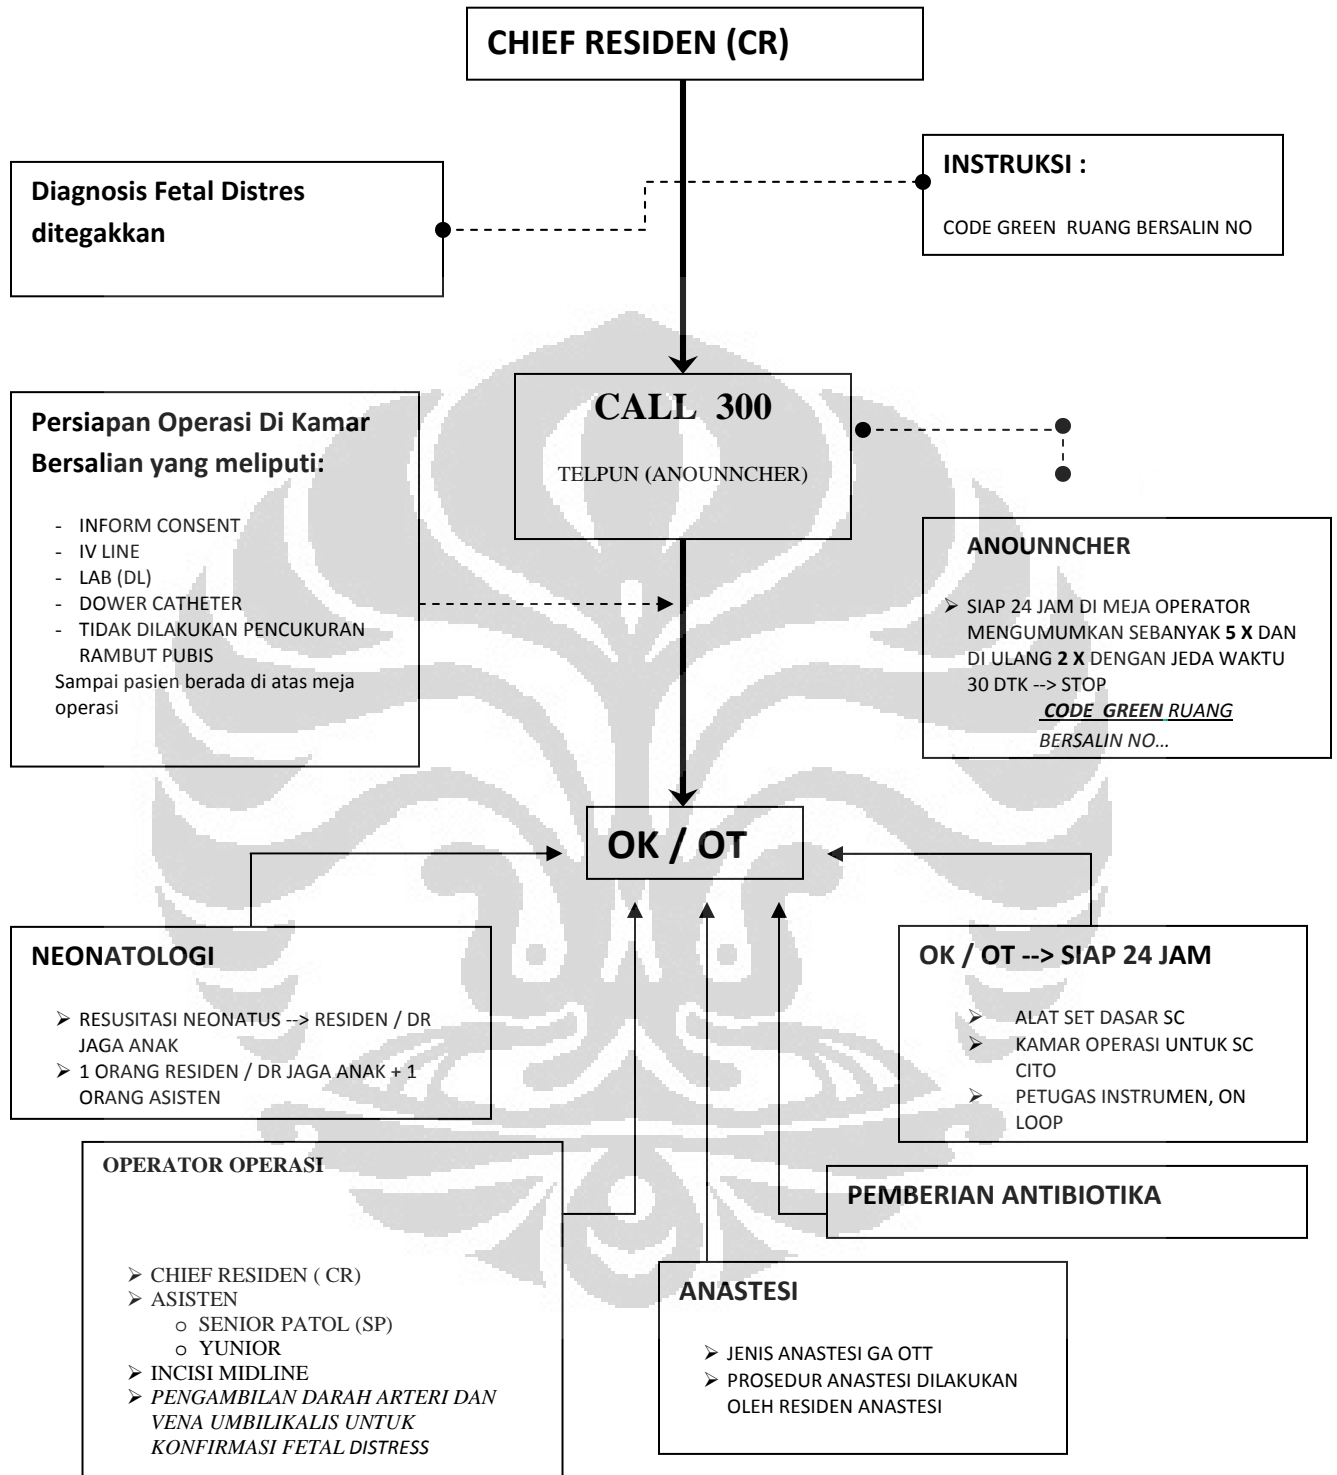 CHIEF RESIDEN (CR)
Diagnosis Fetal Distres
ditegakkan
INSTRUKSI :
CODE GREEN RUANG BERSALIN NO
CALL 300
TELPUN (ANOUNNCHER)
Persiapan Operasi Di Kamar
Bersalian yang meliputi:
- INFORM CONSENT
- IV LINE
- LAB (DL)
- DOWER CATHETER
- TIDAK DILAKUKAN PENCUKURAN
RAMBUT PUBIS
Sampai pasien berada di atas meja
operasi
ANOUNNCHER
➢ SIAP 24 JAM DI MEJA OPERATOR
MENGUMUMKAN SEBANYAK 5 X DAN
DI ULANG 2 X DENGAN JEDA WAKTU
30 DTK --> STOP
CODE GREEN RUANG
BERSALIN NO...
OK / OT
NEONATOLOGI
➢ RESUSITASI NEONATUS --> RESIDEN / DR
JAGA ANAK
➢ 1 ORANG RESIDEN / DR JAGA ANAK + 1
ORANG ASISTEN
OK / OT --> SIAP 24 JAM
➢ ALAT SET DASAR SC
➢ KAMAR OPERASI UNTUK SC
CITO
➢ PETUGAS INSTRUMEN, ON
LOOP
OPERATOR OPERASI
➢ CHIEF RESIDEN ( CR)
➢ ASISTEN
o SENIOR PATOL (SP)
o YUNIOR
➢ INCISI MIDLINE
➢ PENGAMBILAN DARAH ARTERI DAN
VENA UMBILIKALIS UNTUK
KONFIRMASI FETAL DISTRESS
PEMBERIAN ANTIBIOTIKA
ANASTESI
➢ JENIS ANASTESI GA OTT
➢ PROSEDUR ANASTESI DILAKUKAN
OLEH RESIDEN ANASTESI